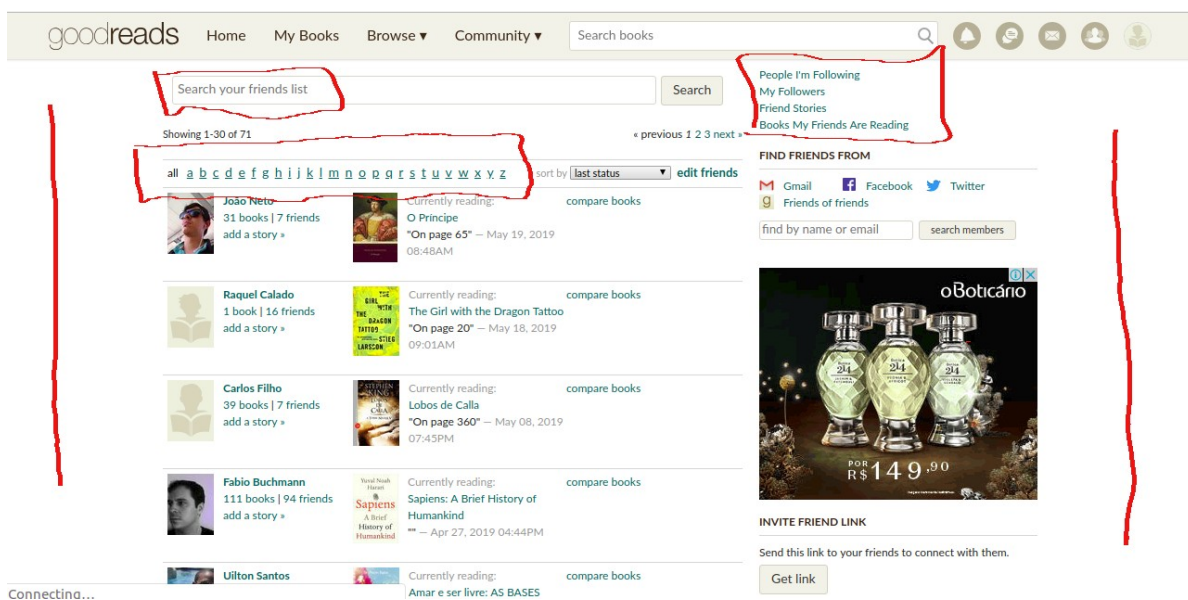 goodreads Home My Books Browse ▾ Community ▾ Search books
Search your friends list Search
People I'm Following
My Followers
Friend Stories
Books My Friends Are Reading
Showing 1-30 of 71 « previous 1 2 3 next »
all a b c d e f g h i j k l m n o p q r s t u v w x y z sort by last status ▾ edit friends
João Neto
31 books | 7 friends
add a story »
Currently reading:
O Príncipe
"On page 65" — May 19, 2019
08:48AM
compare books
Raquel Calado
1 book | 16 friends
add a story »
THE
GIRL
WITH
THE
DRAGON
TATTOO
STIEG
LARSSON
Currently reading:
The Girl with the Dragon Tattoo
"On page 20" — May 18, 2019
09:01AM
compare books
Carlos Filho
39 books | 7 friends
add a story »
STEPHEN
KING
CALLA
Currently reading:
Lobos de Calla
"On page 360" — May 08, 2019
07:45PM
compare books
Fabio Buchmann
111 books | 94 friends
add a story »
Yuval Noah
Harari
Sapiens
A Brief
History of
Humankind
Currently reading:
Sapiens: A Brief History of
Humankind
"" — Apr 27, 2019 04:44PM
compare books
Uilton Santos
Currently reading:
Amar e ser livre: AS BASES
compare books
FIND FRIENDS FROM
Gmail Facebook Twitter
g Friends of friends
find by name or email search members
oBoticário
214
214
POR
R$149,90
INVITE FRIEND LINK
Send this link to your friends to connect with them.
Get link
Connecting...